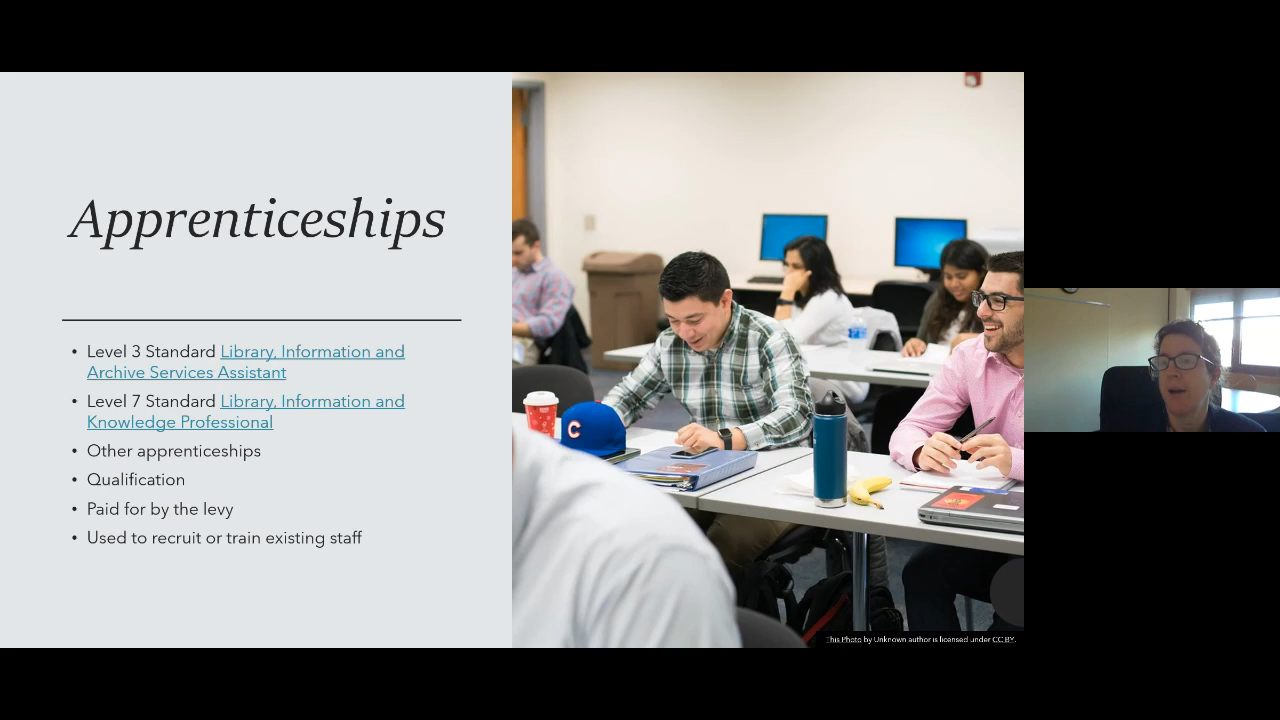 Apprenticeships
• Level 3 Standard Library, Information and
Archive Services Assistant
• Level 7 Standard Library, Information and
Knowledge Professional
• Other apprenticeships
• Qualification
• Paid for by the levy
• Used to recruit or train existing staff
C
This Photo by Unknown author is licensed under CC BY.